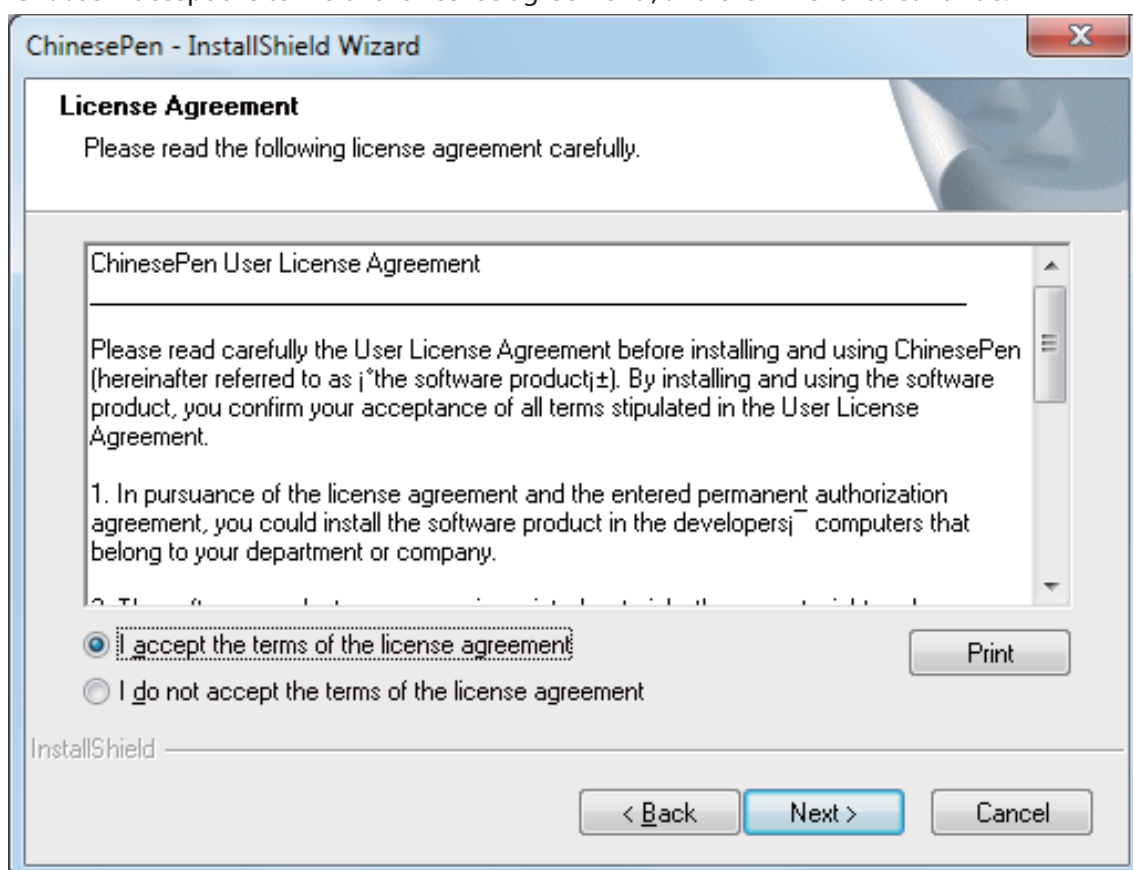 ChinesePen - InstallShield Wizard
License Agreement
Please read the following license agreement carefully.
ChinesePen User License Agreement
Please read carefully the User License Agreement before installing and using ChinesePen
(hereinafter referred to as ¡°the software product¡±). By installing and using the software
product, you confirm your acceptance of all terms stipulated in the User License
Agreement.
1. In pursuance of the license agreement and the entered permanent authorization
agreement, you could install the software product in the developers¡¯ computers that
belong to your department or company.
I accept the terms of the license agreement
Print
I do not accept the terms of the license agreement
InstallShield
< Back
Next >
Cancel